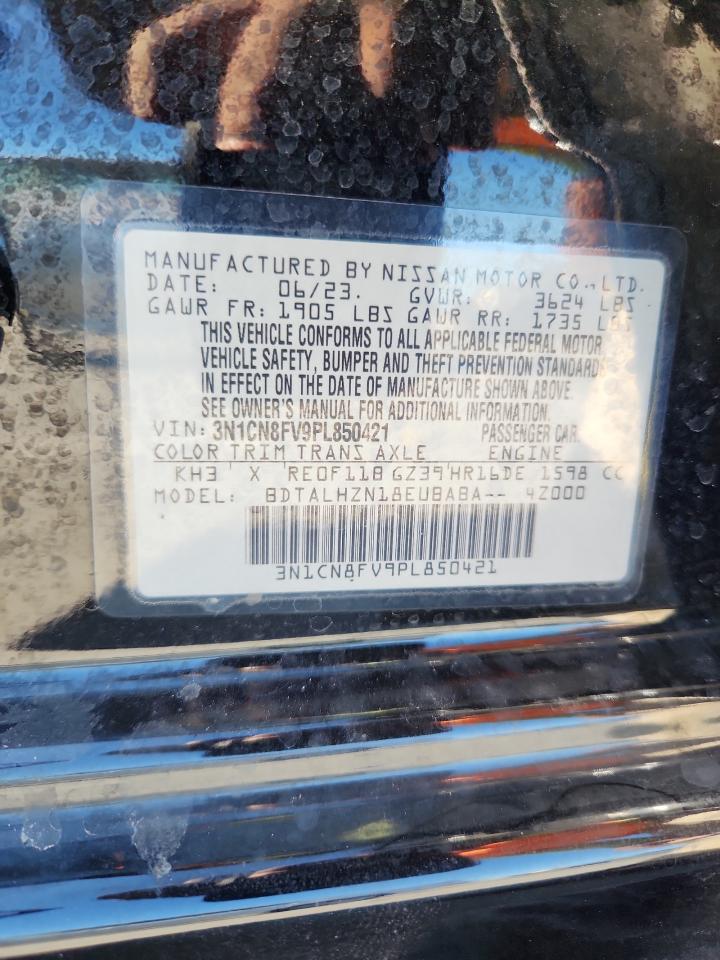 MANUFACTURED BY NISSAN MOTOR CO.,LTD.
DATE: 06/23. GVWR: 3624 LBS
GAWR FR: 1905 LBS GAWR RR: 1735 LBS
THIS VEHICLE CONFORMS TO ALL APPLICABLE FEDERAL MOTOR
VEHICLE SAFETY, BUMPER AND THEFT PREVENTION STANDARDS
IN EFFECT ON THE DATE OF MANUFACTURE SHOWN ABOVE.
SEE OWNER'S MANUAL FOR ADDITIONAL INFORMATION.
VIN: 3N1CN8FV9PL850421 PASSENGER CAR
COLOR TRIM TRANS AXLE ENGINE
KH3 X RE0F11B GZ39 HR16DE 1598 CC
MODEL: BDTALHZN18EUBABA-- 4Z000
3N1CN8FV9PL850421